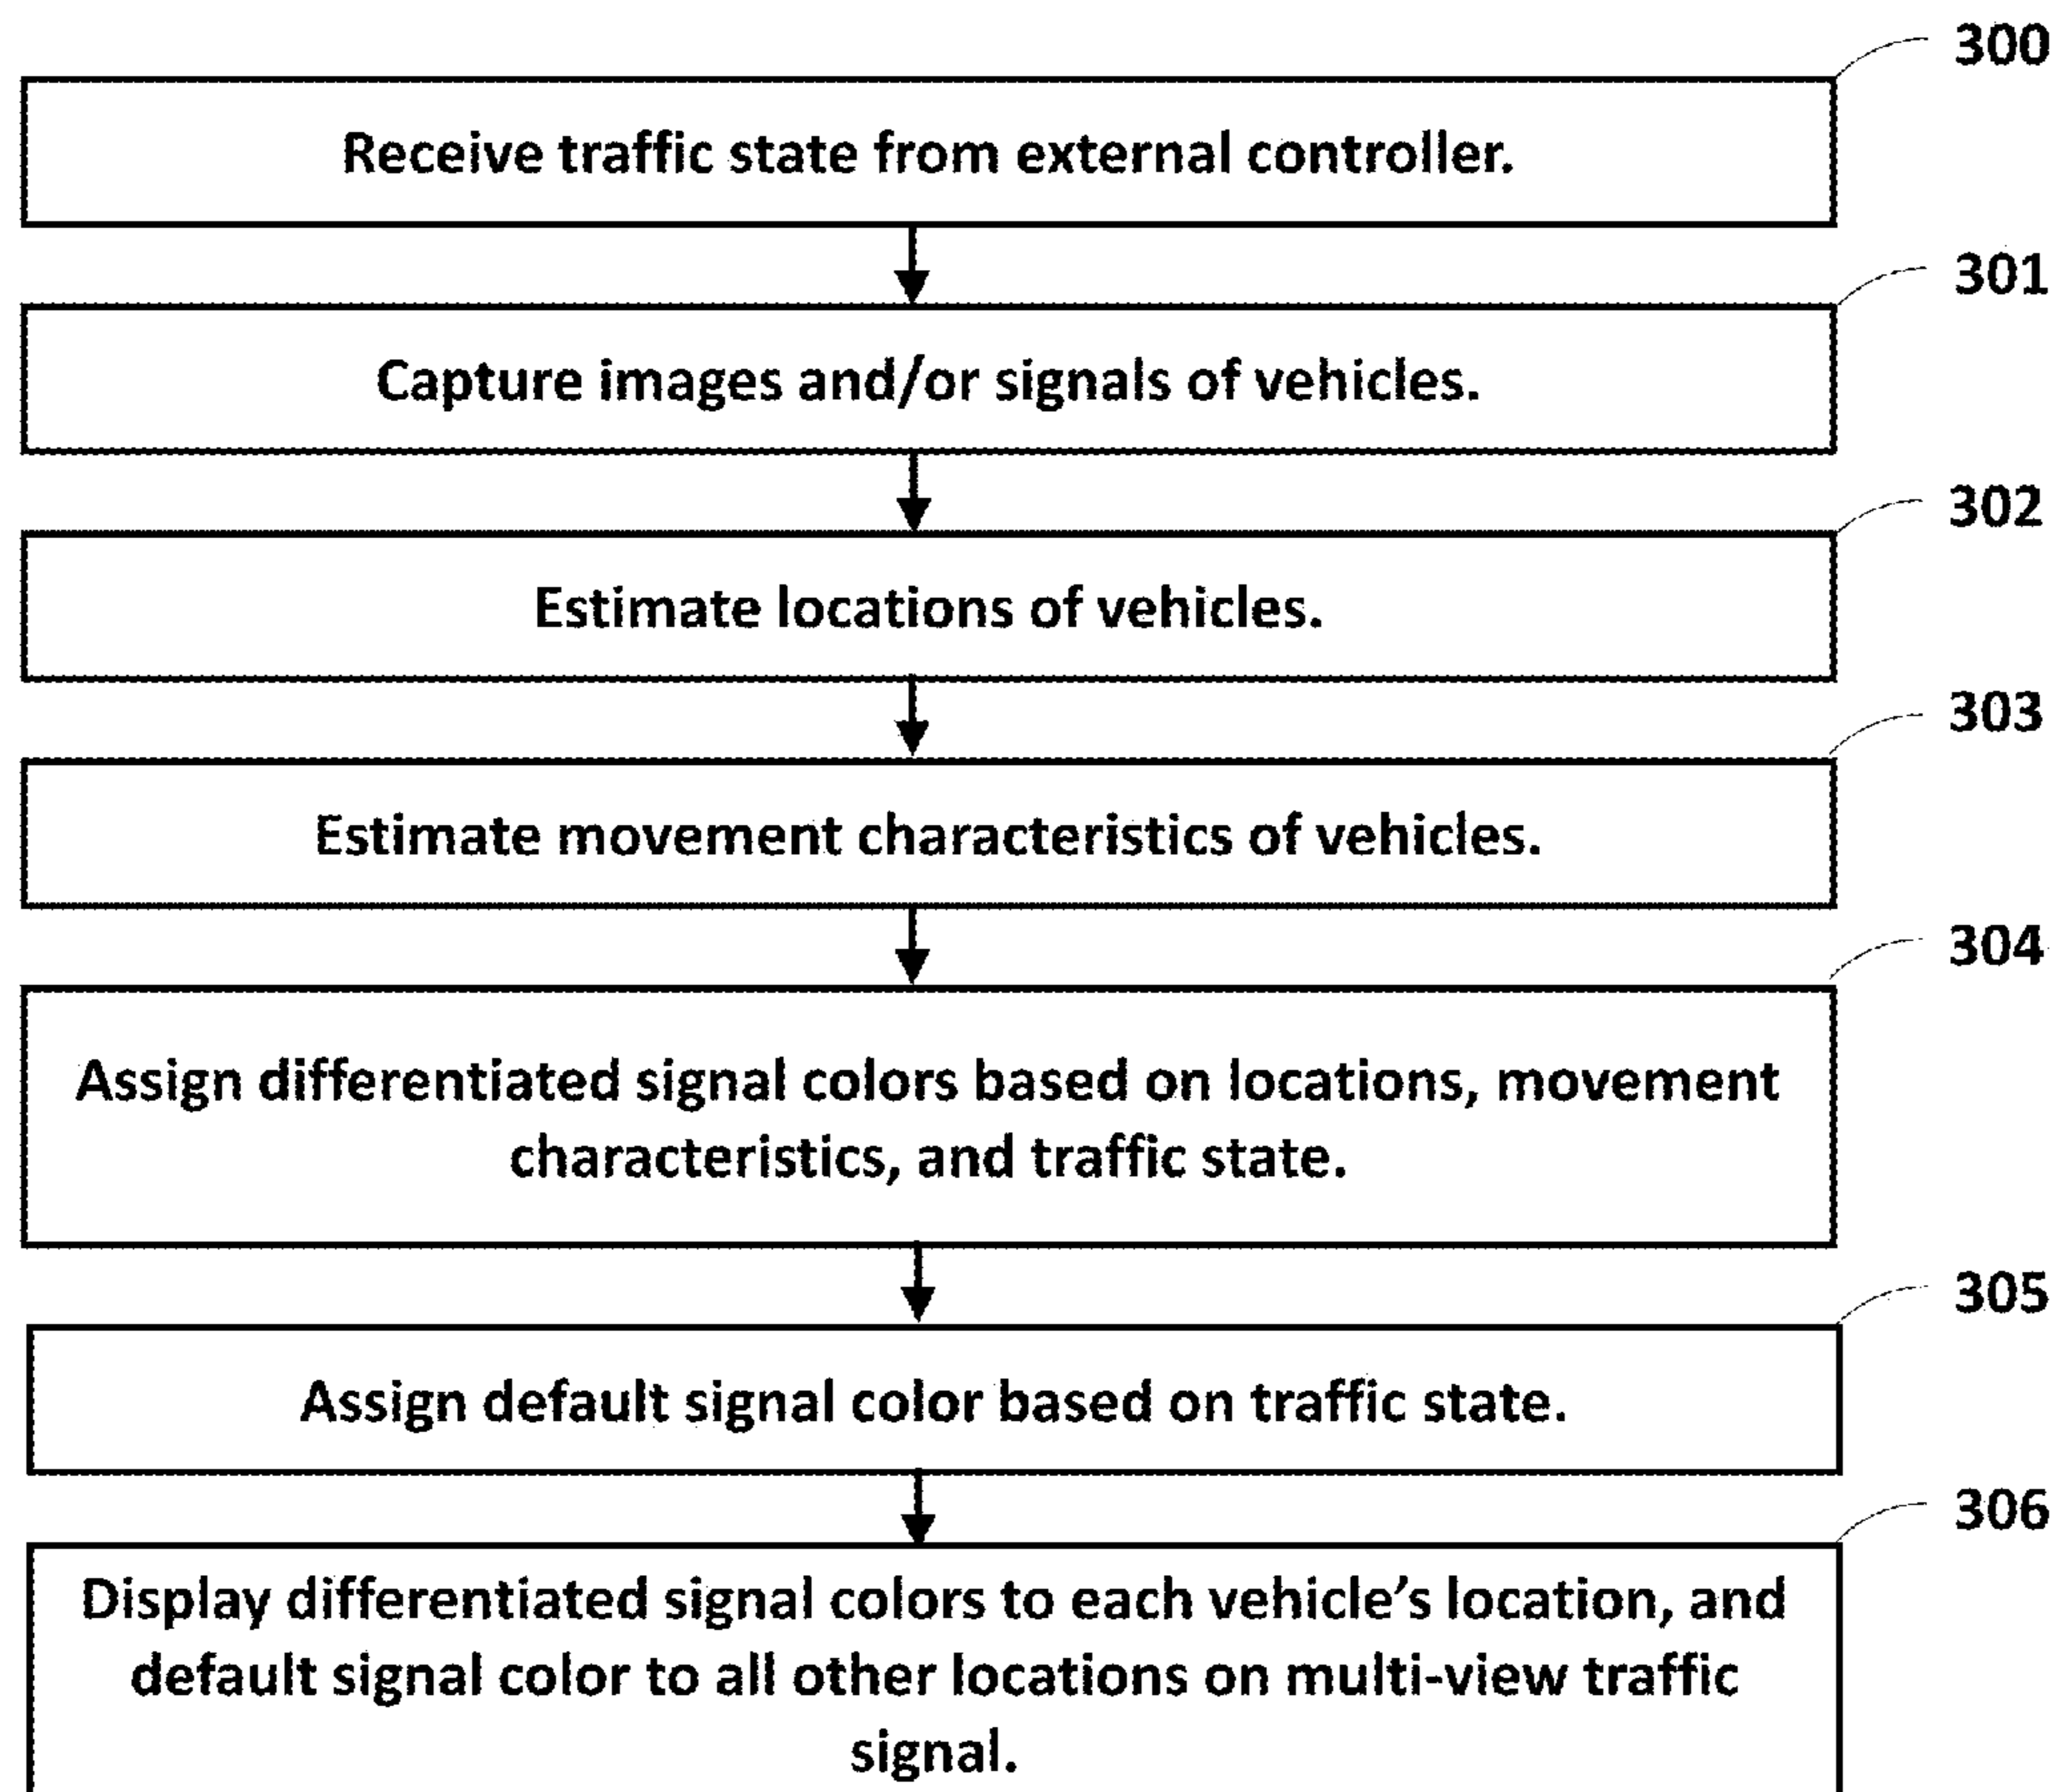 300
Receive traffic state from external controller.
301
Capture images and/or signals of vehicles.
302
Estimate locations of vehicles.
303
Estimate movement characteristics of vehicles.
304
Assign differentiated signal colors based on locations, movement
characteristics, and traffic state.
305
Assign default signal color based on traffic state.
306
Display differentiated signal colors to each vehicle’s location, and
default signal color to all other locations on multi-view traffic
signal.